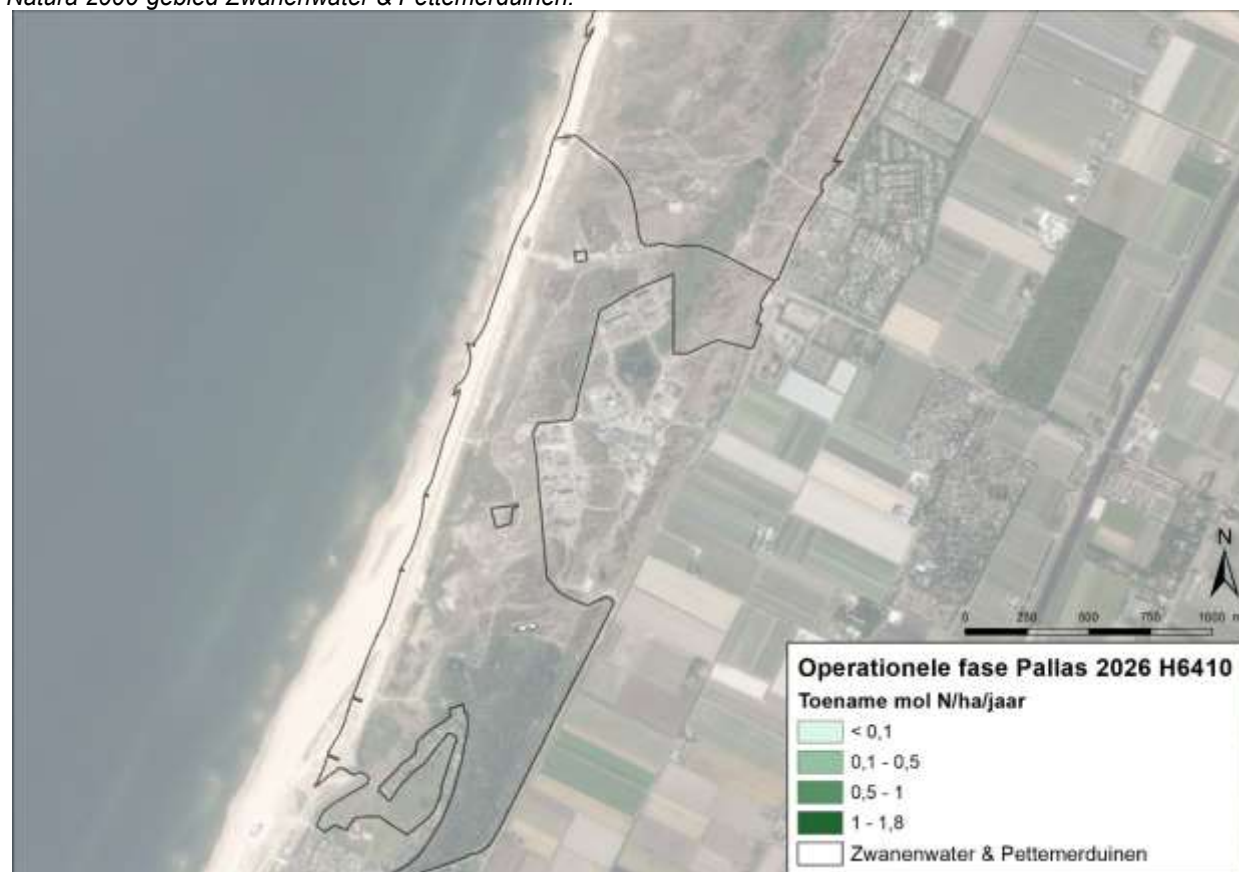 Natura 2000 gebied Zwanenwater & Pettemerduinen.
N
0 250 500 750 1000 m
Operationele fase Pallas 2026 H6410
Toename mol N/ha/jaar
< 0,1
0,1 - 0,5
0,5 - 1
1 - 1,8
Zwanenwater & Pettemerduinen